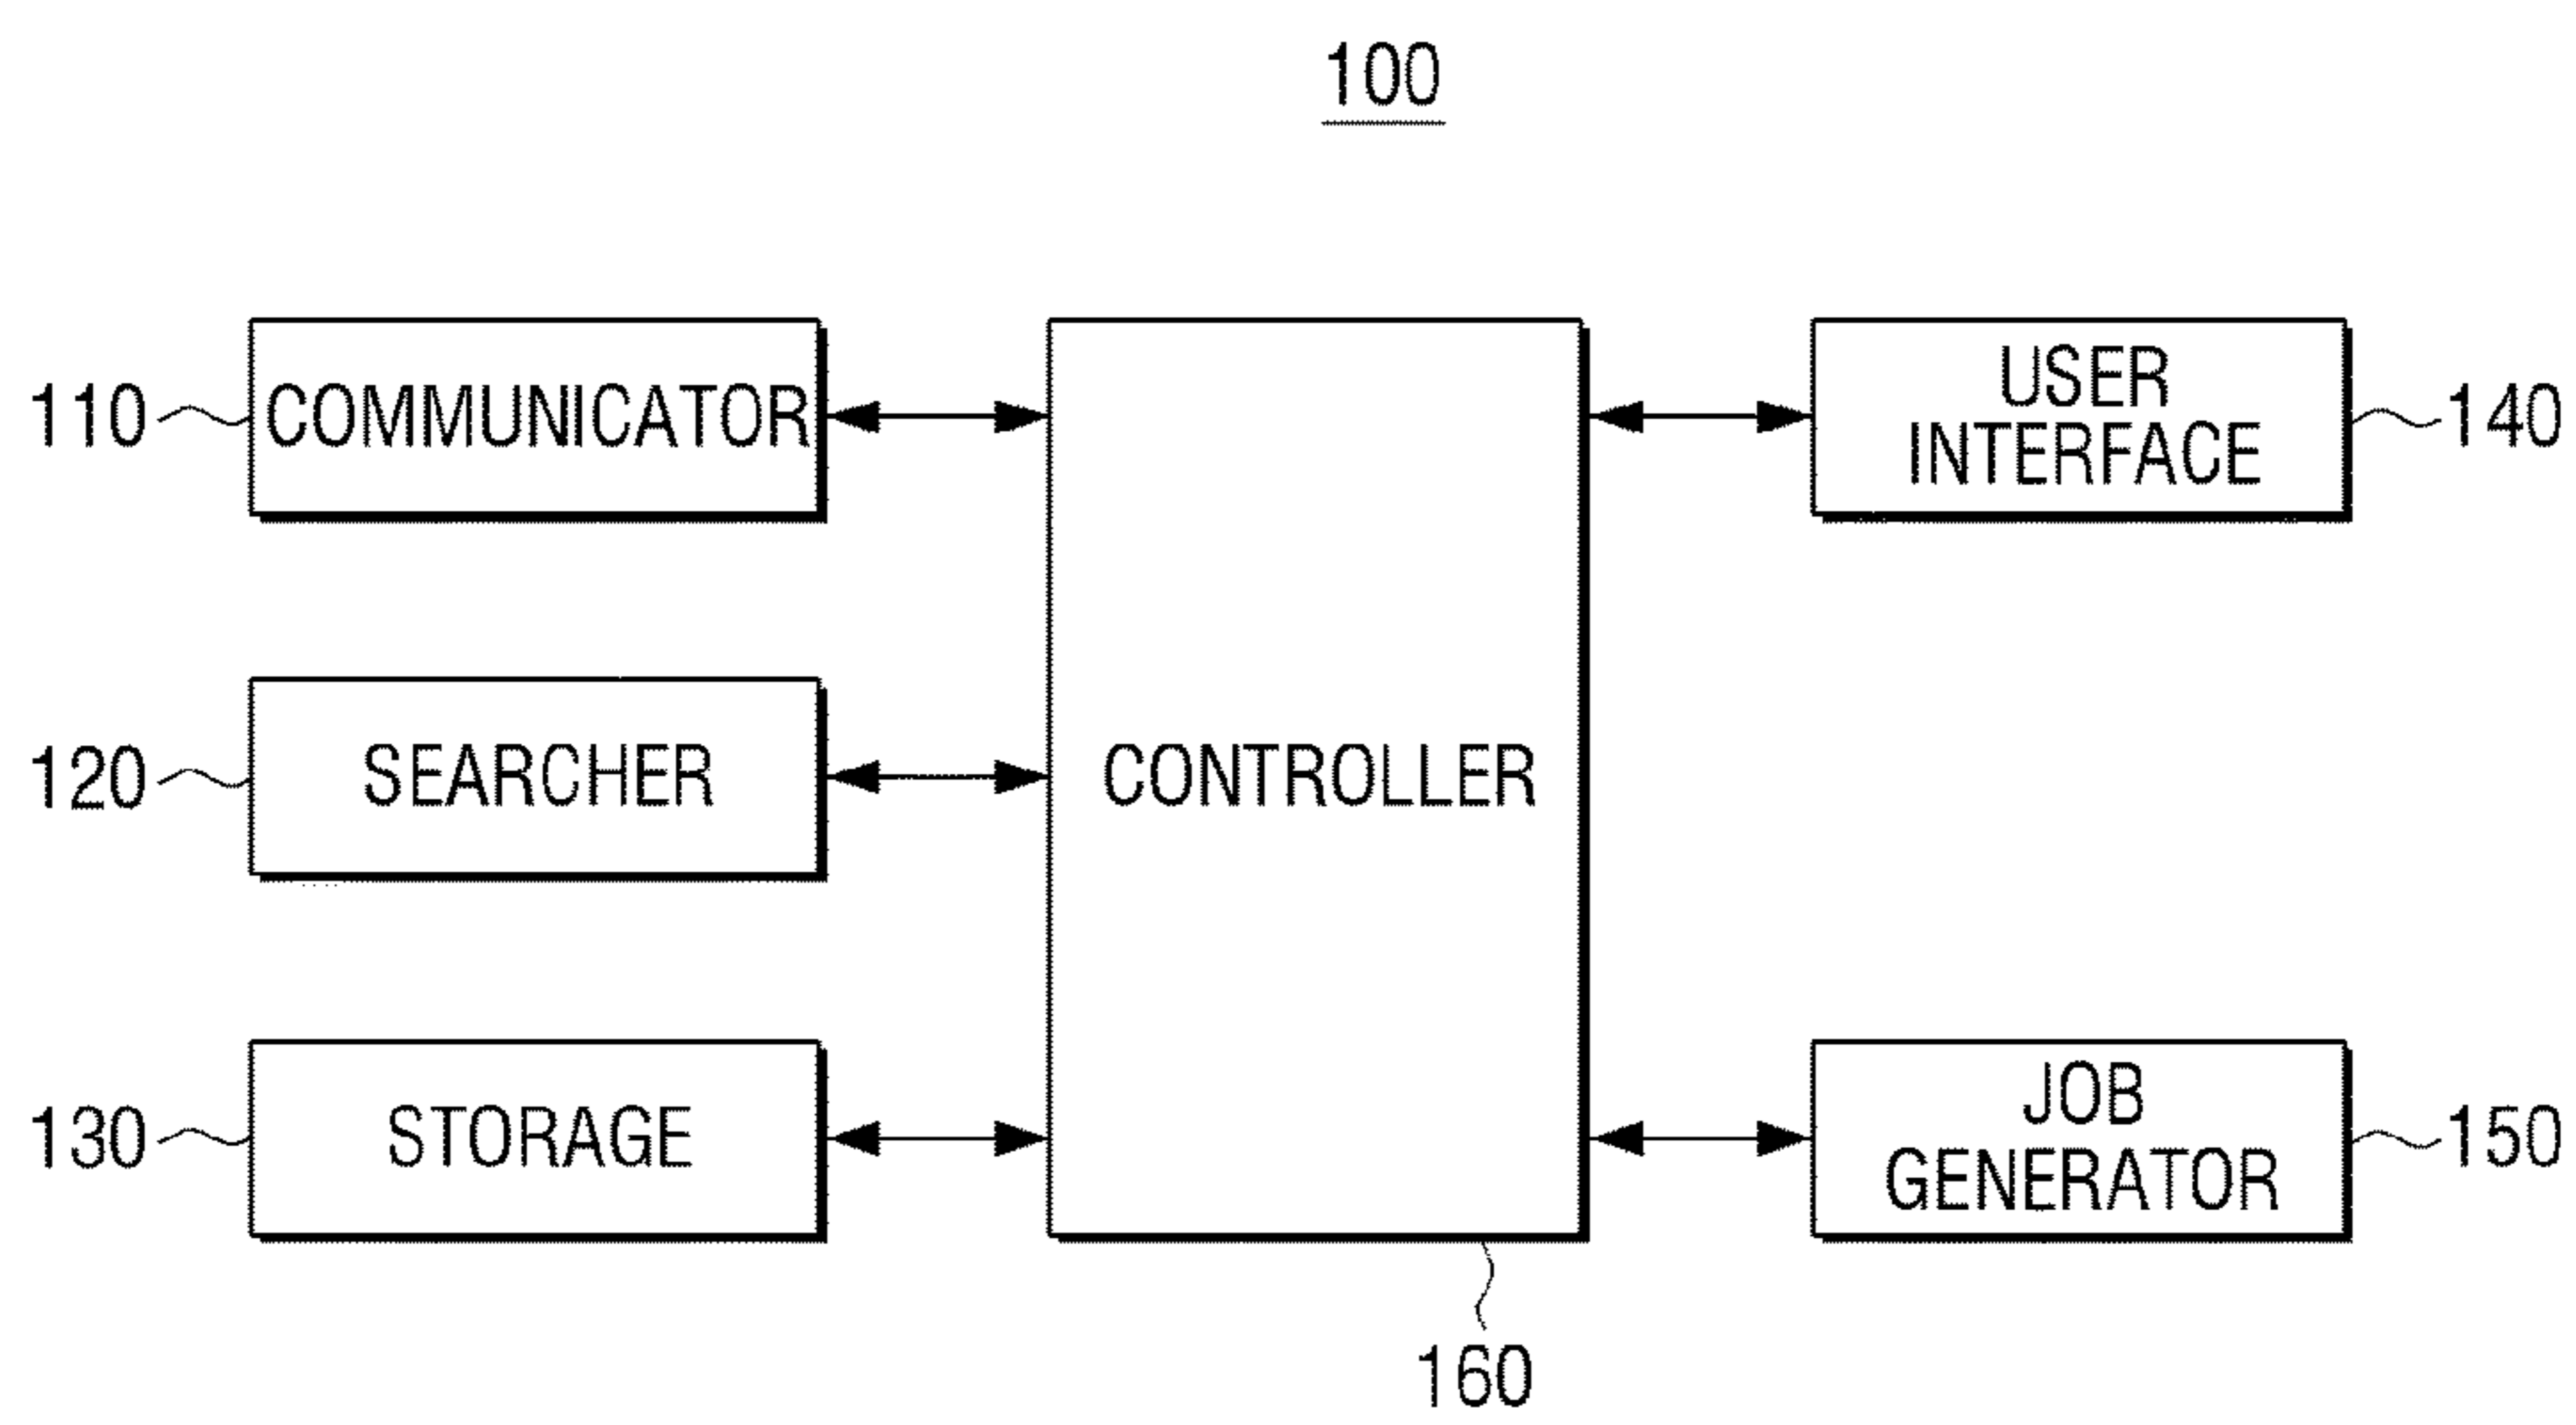 100
110
COMMUNICATOR
USER
INTERFACE
140
120
SEARCHER
CONTROLLER
130
STORAGE
JOB
GENERATOR
150
160